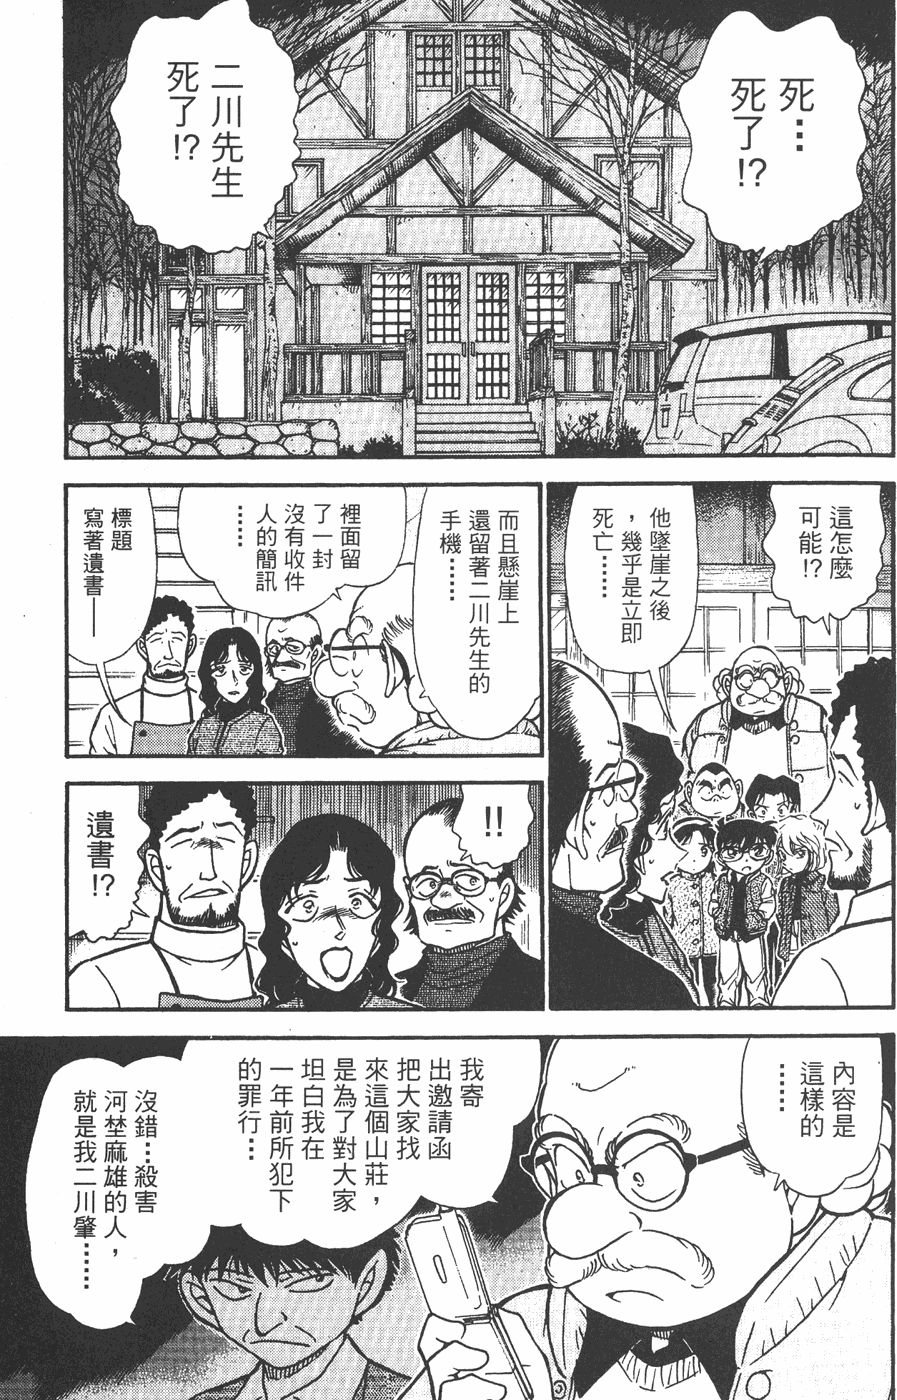 死…
死了!?
二川先生
死了!?
這怎麼
可能!?
他墜崖之後
，幾乎是立即
死亡……
而且懸崖上
還留著二川先生的
手機……
裡面留
了一封
沒有收件
人的簡訊
……
標題
寫著遺書—
!!
遺書!?
內容是
這樣的
……
我寄
出邀請函
把大家找
來這個山莊，
是為了對大家
坦白我在
一年前所犯下
的罪行…
沒錯…殺害
河埜麻雄的人，
就是我二川肇……